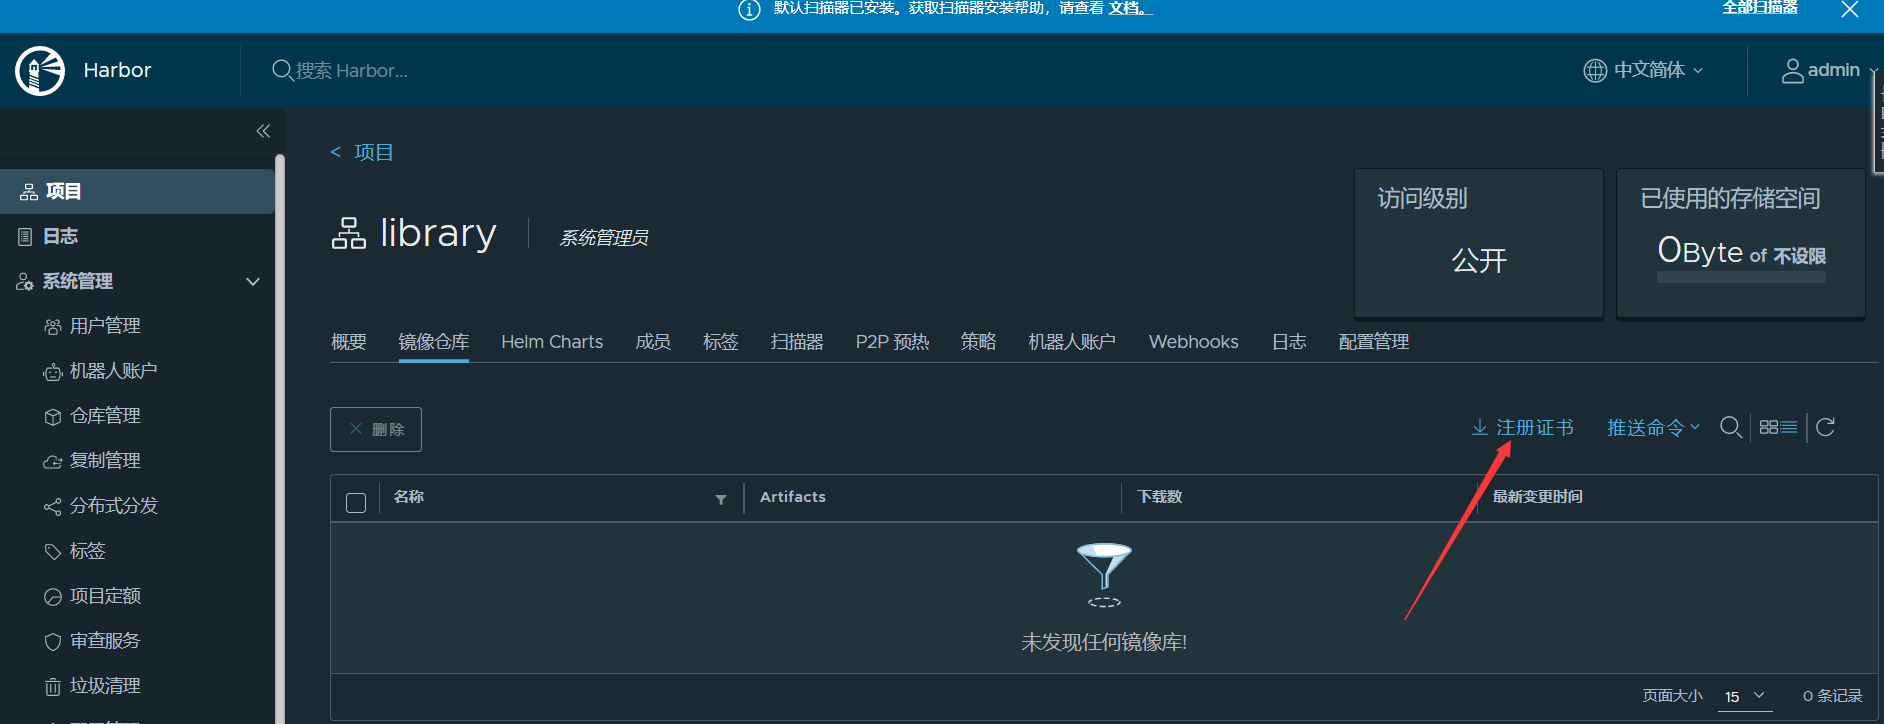 默认扫描器已安装。获取扫描器安装帮助，请查看 文档。
全部扫描器
Harbor
搜索 Harbor...
中文简体
admin
项目
日志
系统管理
用户管理
机器人账户
仓库管理
复制管理
分布式分发
标签
项目定额
审查服务
垃圾清理
< 项目
library
系统管理员
访问级别
公开
已使用的存储空间
0Byte of 不设限
概要 镜像仓库 Helm Charts 成员 标签 扫描器 P2P 预热 策略 机器人账户 Webhooks 日志 配置管理
删除
注册证书 推送命令
名称 Artifacts 下载数 最新变更时间
未发现任何镜像库!
页面大小 15 0 条记录